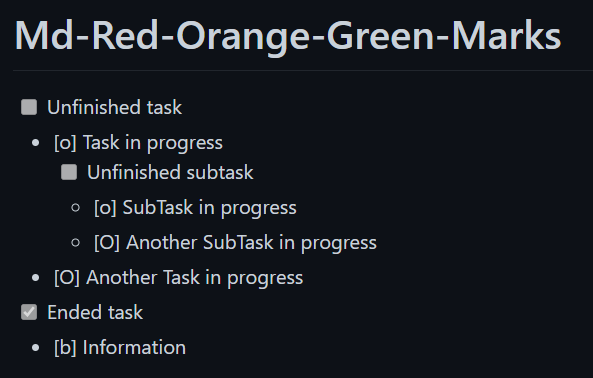 Md-Red-Orange-Green-Marks
Unfinished task
[o] Task in progress
Unfinished subtask
[o] SubTask in progress
[O] Another SubTask in progress
[O] Another Task in progress
Ended task
[b] Information